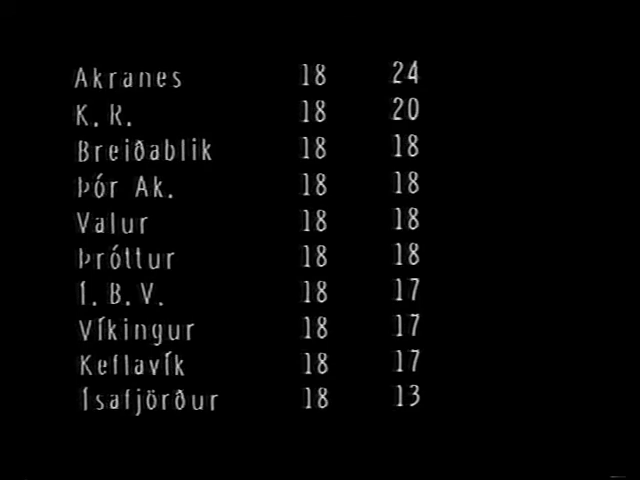 Akranes 18 24
K.R. 18 20
Breiðablik 18 18
Þór Ak. 18 18
Valur 18 18
Þróttur 18 18
Í.B.V. 18 17
Víkingur 18 17
Keflavík 18 17
Ísafjörður 18 13